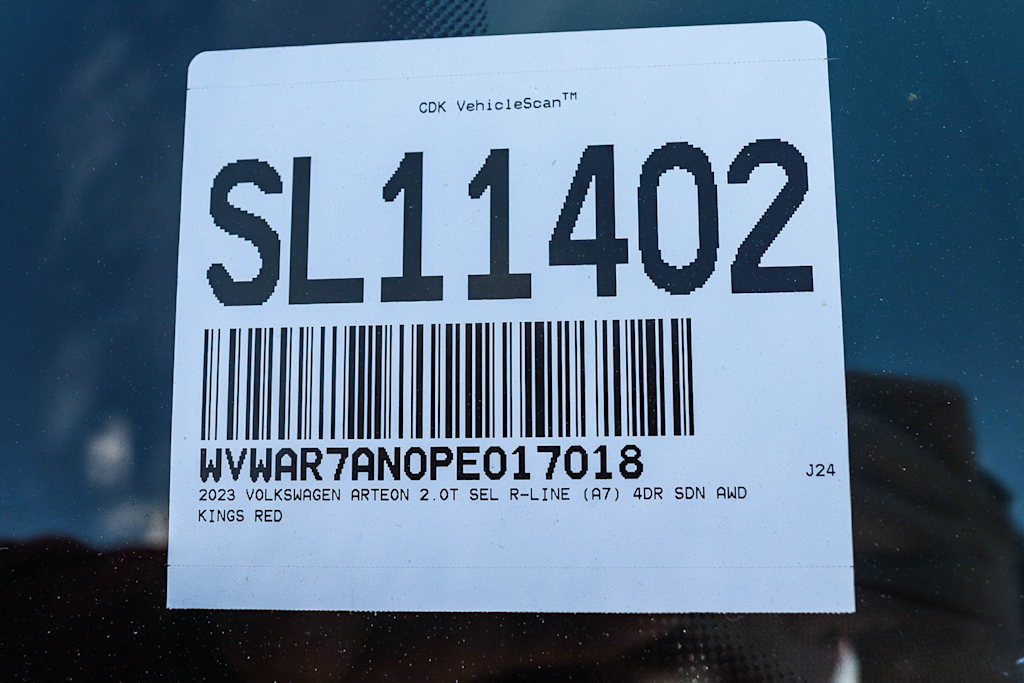 CDK VehicleScan™
SL11402
WVWAR7AN0PE017018
J24
2023 VOLKSWAGEN ARTEON 2.0T SEL R-LINE (A7) 4DR SDN AWD
KINGS RED